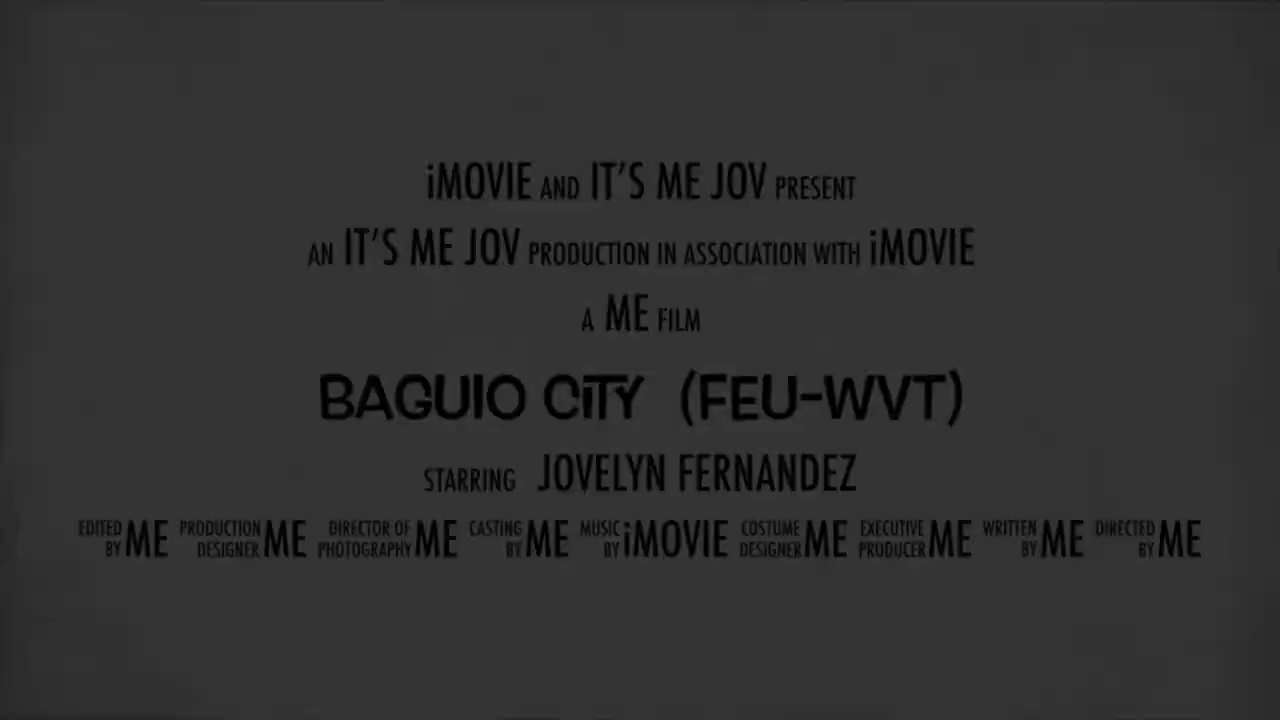 iMOVIE AND IT'S ME JOV PRESENT
AN IT'S ME JOV PRODUCTION IN ASSOCIATION WITH iMOVIE
A ME FILM
BAGUIO CiTY (FEU-WVT)
STARRING JOVELYN FERNANDEZ
EDITED BY ME PRODUCTION DESIGNER ME DIRECTOR OF PHOTOGRAPHY ME CASTING BY ME MUSIC BY iMOVIE COSTUME DESIGNER ME EXECUTIVE PRODUCER ME WRITTEN BY ME DIRECTED BY ME